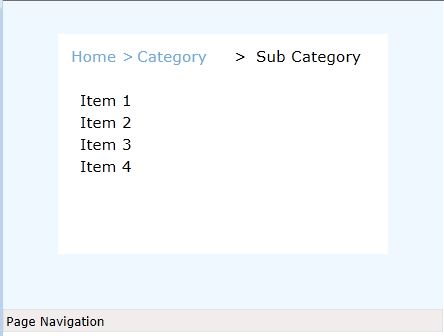 Home > Category > Sub Category
Item 1
Item 2
Item 3
Item 4
Page Navigation